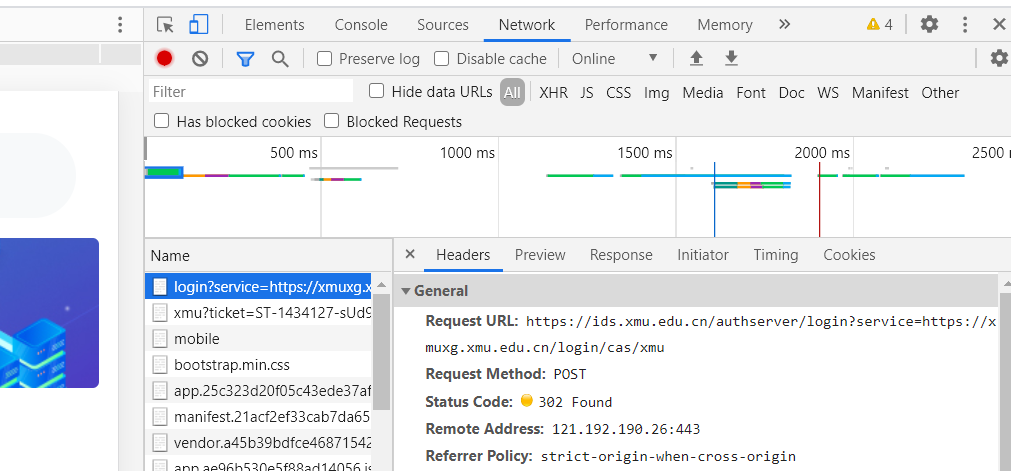 Elements Console Sources Network Performance Memory 4
Preserve log Disable cache Online
Filter Hide data URLs All XHR JS CSS Img Media Font Doc WS Manifest Other
Has blocked cookies Blocked Requests
500 ms 1000 ms 1500 ms 2000 ms 2500
Name Headers Preview Response Initiator Timing Cookies
login?service=https://xmuxg.x
xmu?ticket=ST-1434127-sUd9
mobile
bootstrap.min.css
app.25c323d20f05c43ede37af
manifest.21acf2ef33cab7da65
vendor.a45b39bdfce46871542
app.ae96b530e5f88ad14056.js
General
Request URL: https://ids.xmu.edu.cn/authserver/login?service=https://x
muxg.xmu.edu.cn/login/cas/xmu
Request Method: POST
Status Code: 302 Found
Remote Address: 121.192.190.26:443
Referrer Policy: strict-origin-when-cross-origin